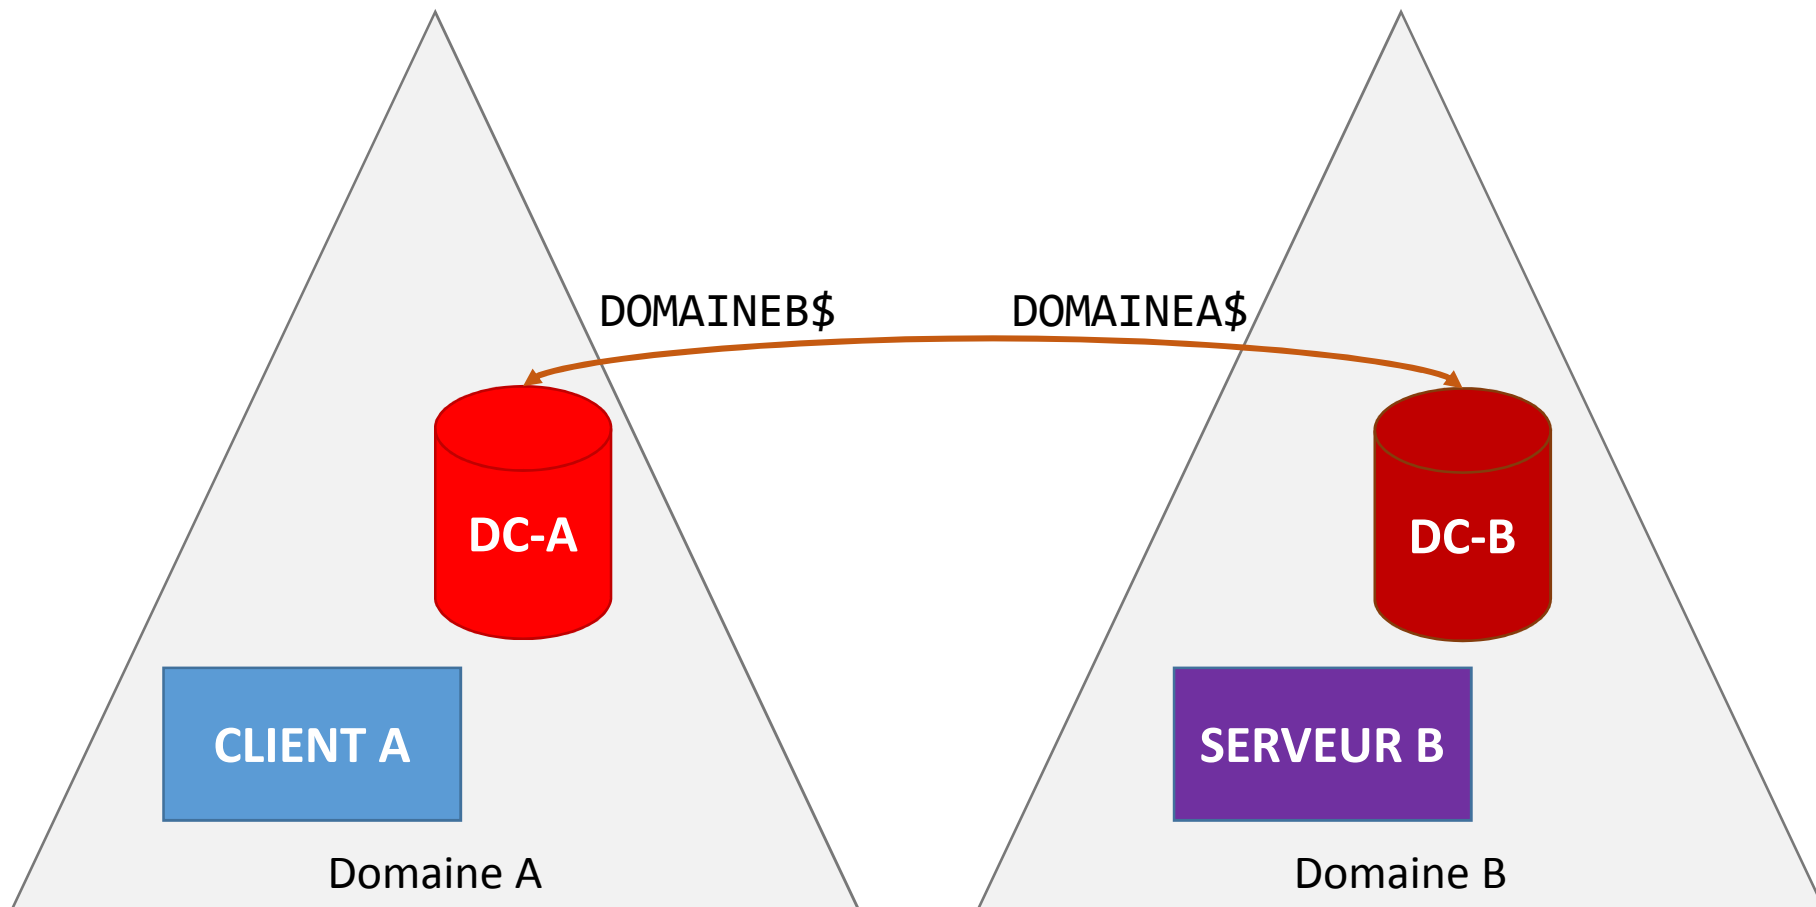 DOMAINEB$
DOMAINEA$
DC-A
DC-B
CLIENT A
SERVEUR B
Domaine A
Domaine B